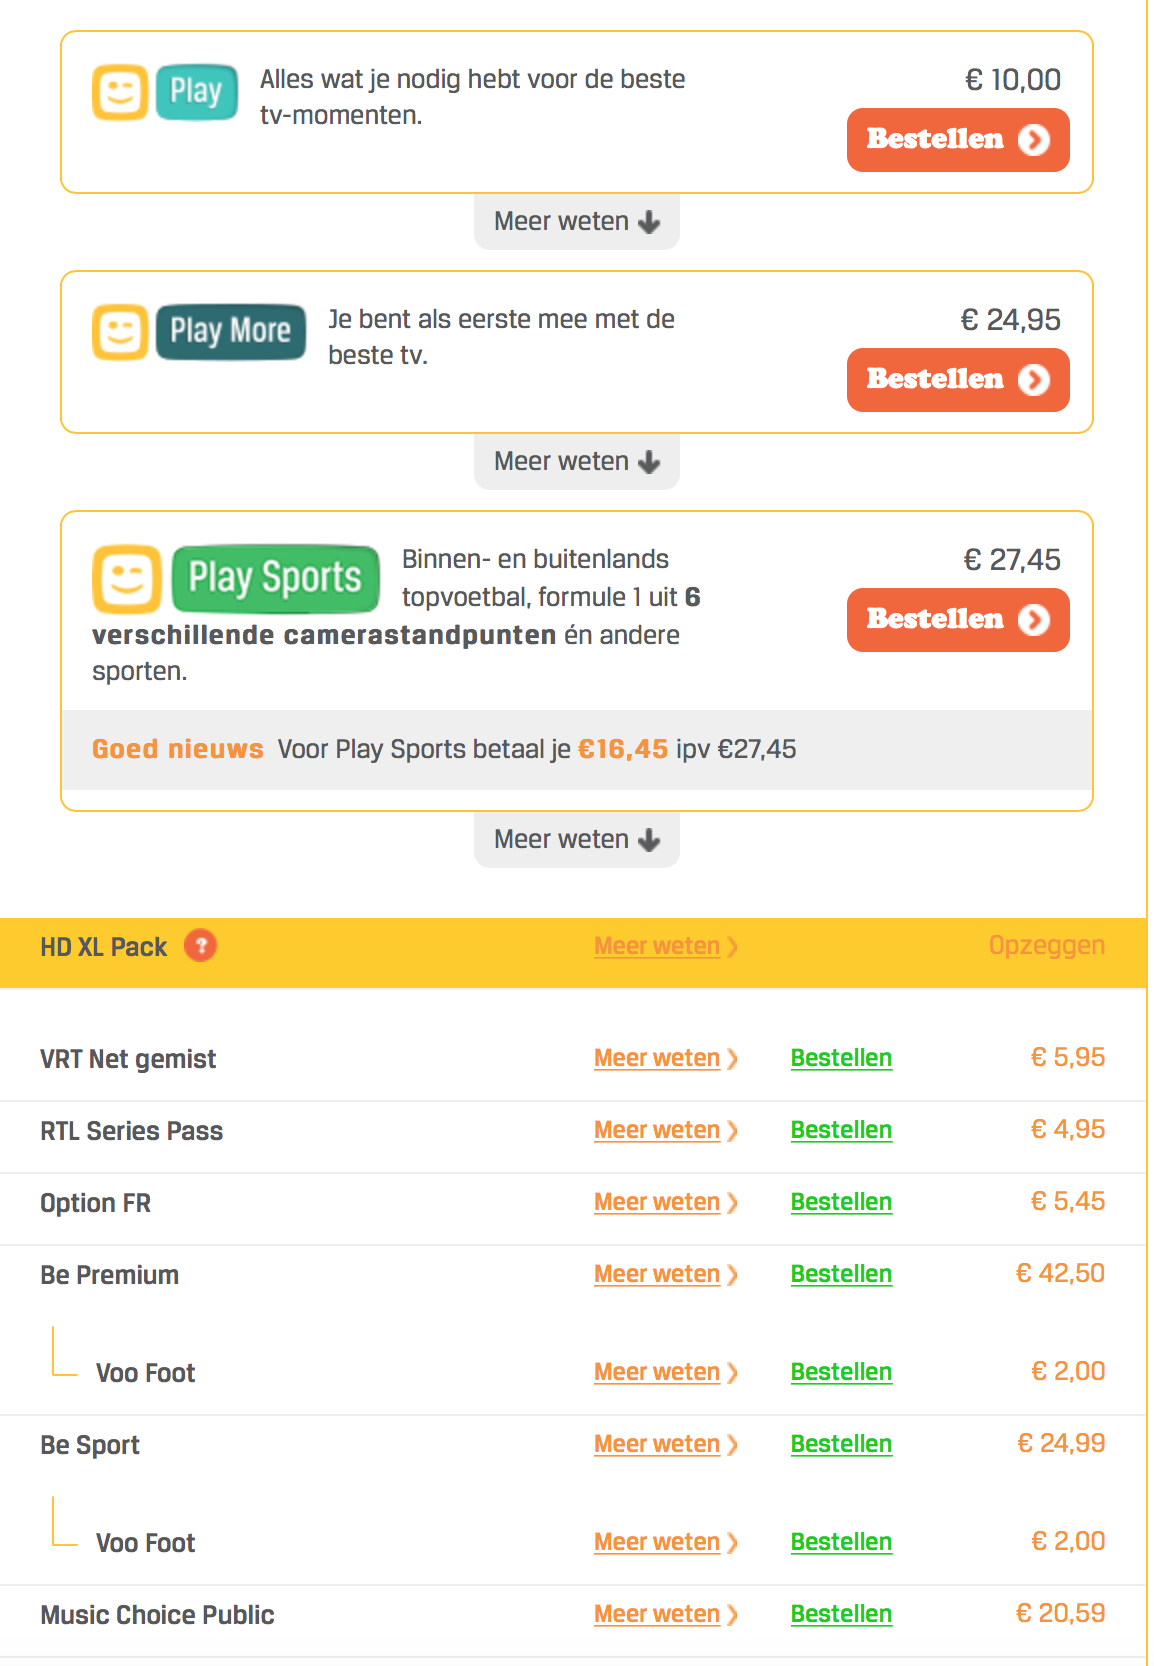 Play
Alles wat je nodig hebt voor de beste
tv-momenten.
€ 10,00
Bestellen
Meer weten
Play More
Je bent als eerste mee met de
beste tv.
€ 24,95
Bestellen
Meer weten
Play Sports
Binnen- en buitenlands
topvoetbal, formule 1 uit 6
verschillende camerastandpunten én andere
sporten.
€ 27,45
Bestellen
Goed nieuws Voor Play Sports betaal je €16,45 ipv €27,45
Meer weten
HD XL Pack ? Meer weten Opzeggen
VRT Net gemist Meer weten Bestellen € 5,95
RTL Series Pass Meer weten Bestellen € 4,95
Option FR Meer weten Bestellen € 5,45
Be Premium Meer weten Bestellen € 42,50
Voo Foot Meer weten Bestellen € 2,00
Be Sport Meer weten Bestellen € 24,99
Voo Foot Meer weten Bestellen € 2,00
Music Choice Public Meer weten Bestellen € 20,59